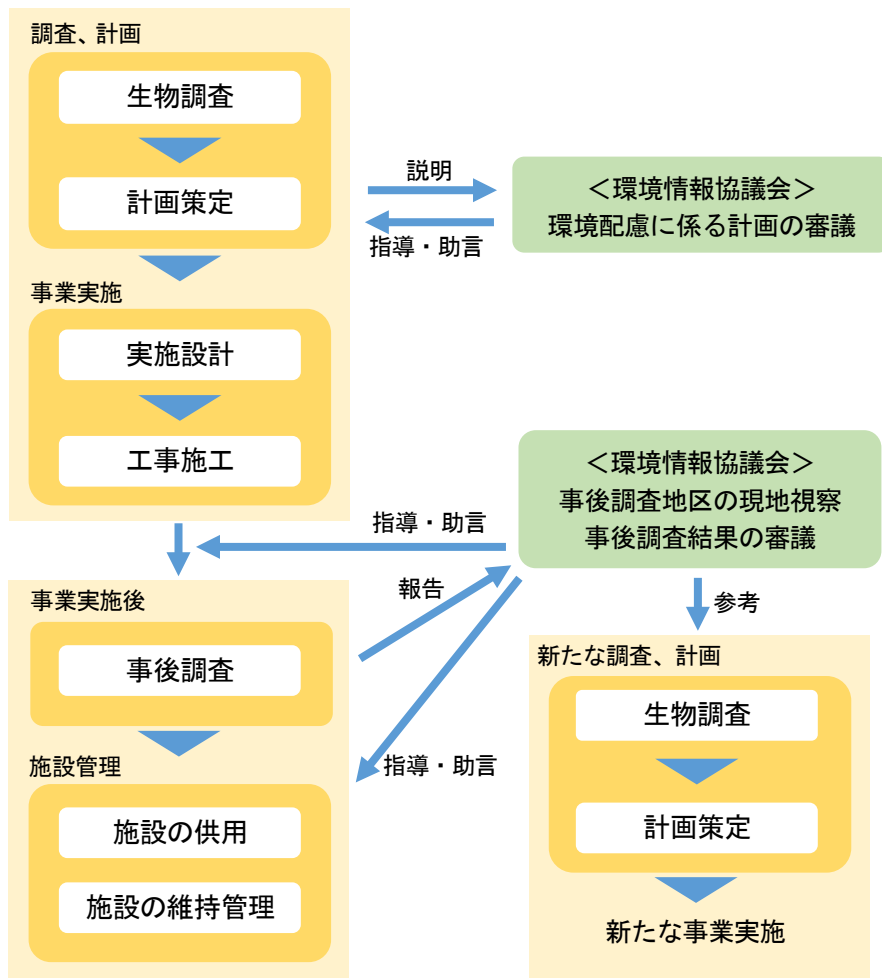 調査、計画
生物調査
計画策定
説明
指導・助言
＜環境情報協議会＞
環境配慮に係る計画の審議
事業実施
実施設計
工事施工
＜環境情報協議会＞
事後調査地区の現地視察
事後調査結果の審議
指導・助言
報告
指導・助言
参考
事業実施後
事後調査
施設管理
施設の供用
施設の維持管理
新たな調査、計画
生物調査
計画策定
新たな事業実施